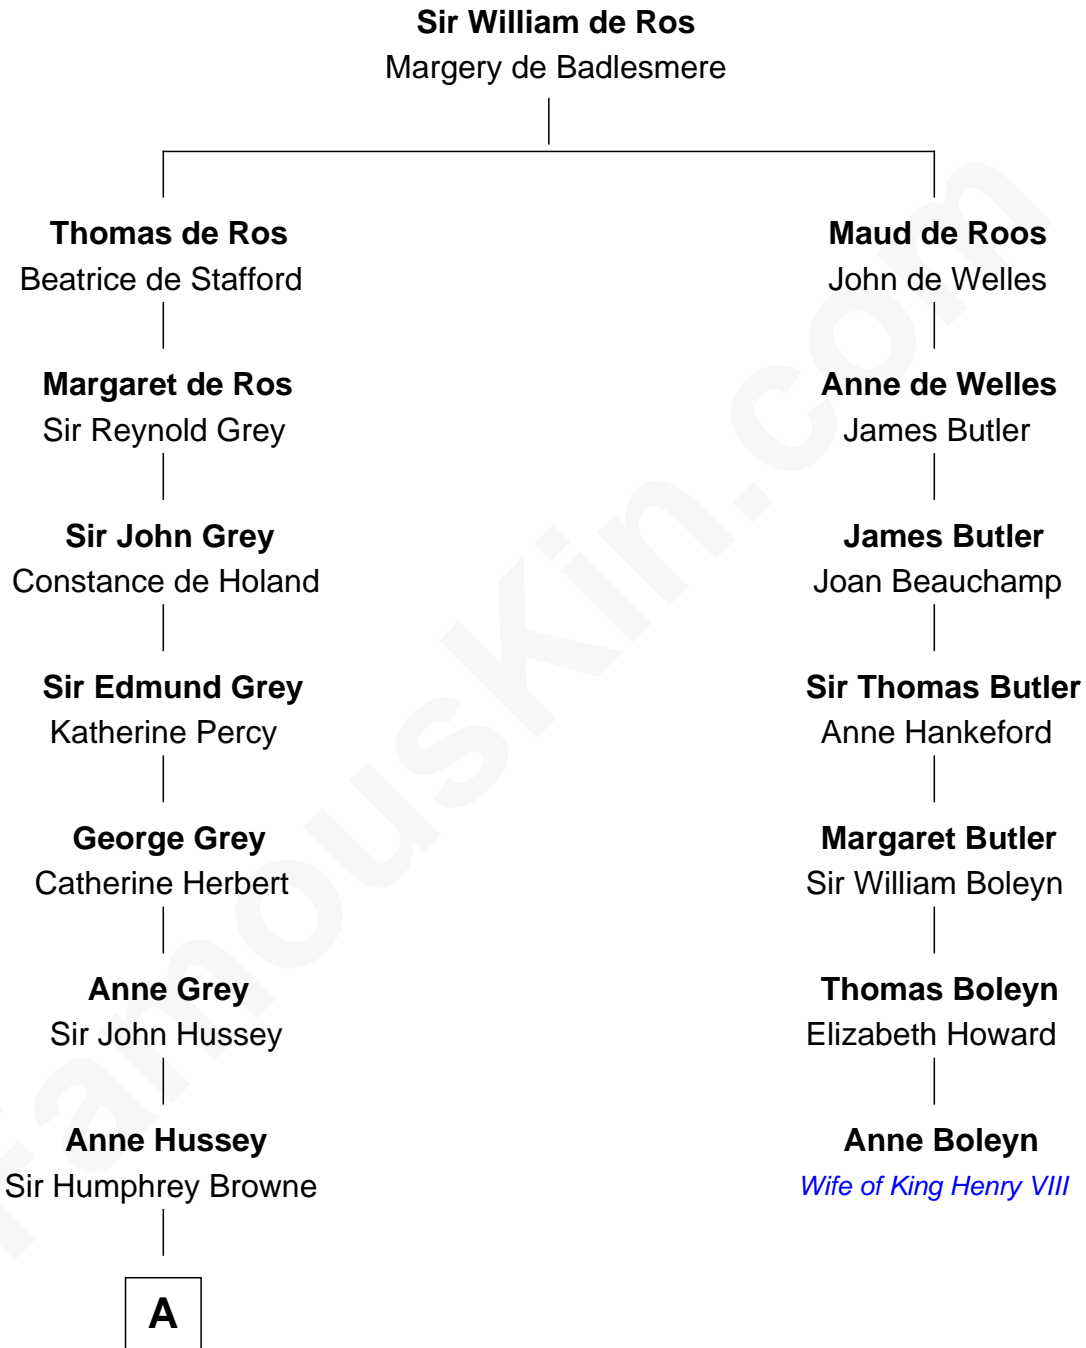 Sir William de Ros
Margery de Badlesmere
Thomas de Ros
Beatrice de Stafford
Margaret de Ros
Sir Reynold Grey
Sir John Grey
Constance de Holand
Sir Edmund Grey
Katherine Percy
George Grey
Catherine Herbert
Anne Grey
Sir John Hussey
Anne Hussey
Sir Humphrey Browne
A
Maud de Roos
John de Welles
Anne de Welles
James Butler
James Butler
Joan Beauchamp
Sir Thomas Butler
Anne Hankeford
Margaret Butler
Sir William Boleyn
Thomas Boleyn
Elizabeth Howard
Anne Boleyn
Wife of King Henry VIII
FamousKin.com